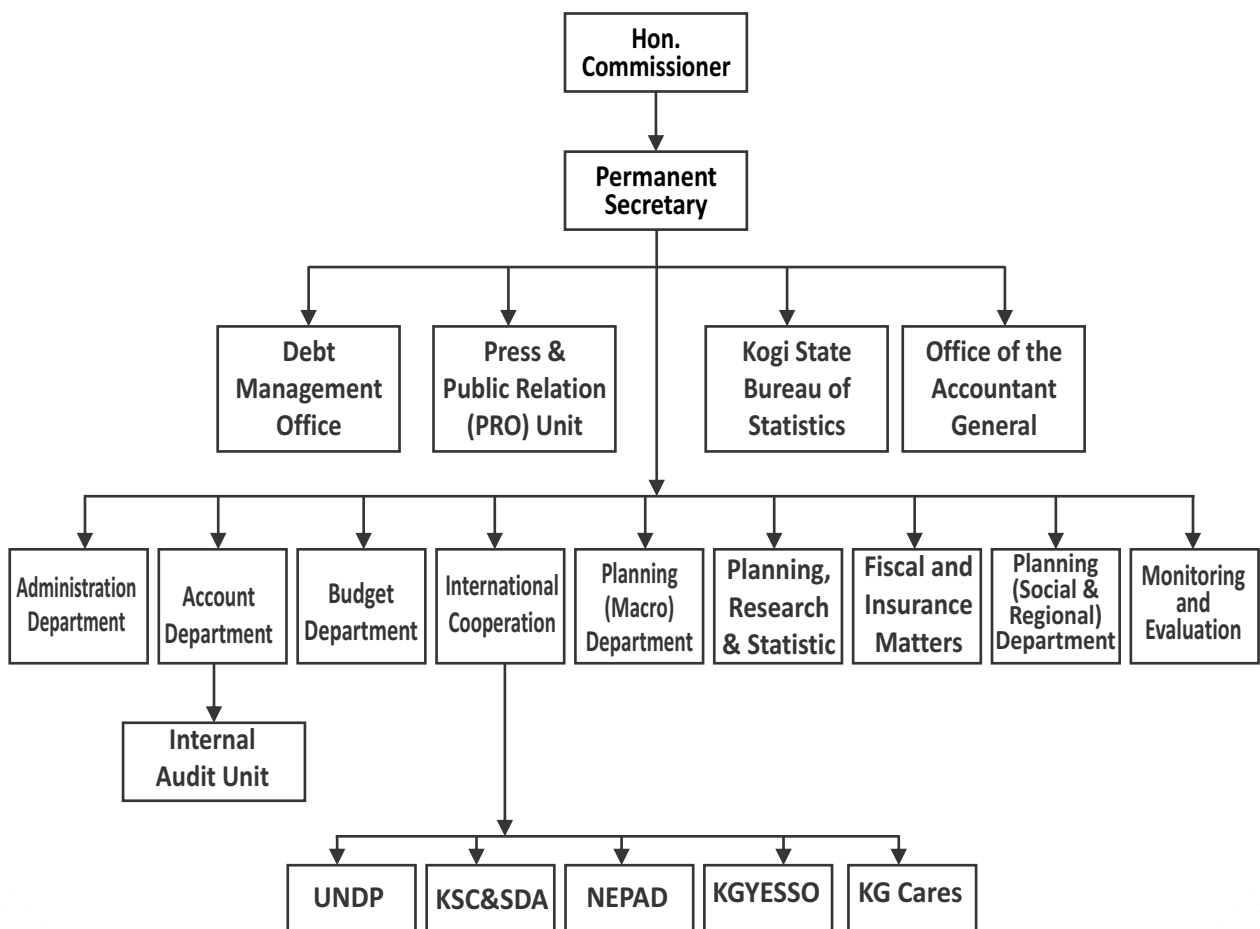 Hon.
Commissioner
Permanent
Secretary
Debt
Management
Office
Press &
Public Relation
(PRO) Unit
Kogi State
Bureau of
Statistics
Office of the
Accountant
General
Administration
Department
Account
Department
Budget
Department
International
Cooperation
Planning
(Macro)
Department
Planning,
Research
& Statistic
Fiscal and
Insurance
Matters
Planning
(Social &
Regional)
Department
Monitoring
and
Evaluation
Internal
Audit Unit
UNDP
KSC&SDA
NEPAD
KGYESSO
KG Cares